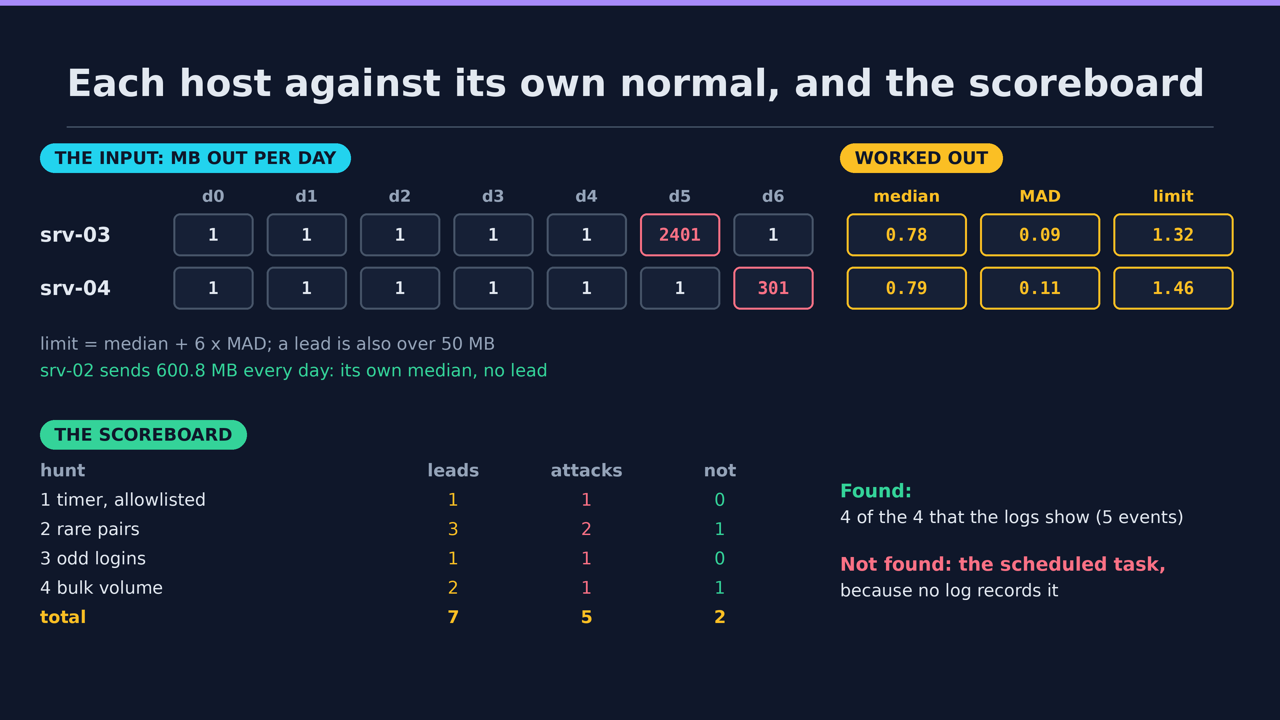 Each host against its own normal, and the scoreboard
THE INPUT: MB OUT PER DAY
WORKED OUT
d0 d1 d2 d3 d4 d5 d6 median MAD limit
srv-03 1 1 1 1 1 2401 1 0.78 0.09 1.32
srv-04 1 1 1 1 1 1 301 0.79 0.11 1.46
limit = median + 6 x MAD; a lead is also over 50 MB
srv-02 sends 600.8 MB every day: its own median, no lead
THE SCOREBOARD
hunt leads attacks not
1 timer, allowlisted 1 1 0
2 rare pairs 3 2 1
3 odd logins 1 1 0
4 bulk volume 2 1 1
total 7 5 2
Found:
4 of the 4 that the logs show (5 events)
Not found: the scheduled task,
because no log records it